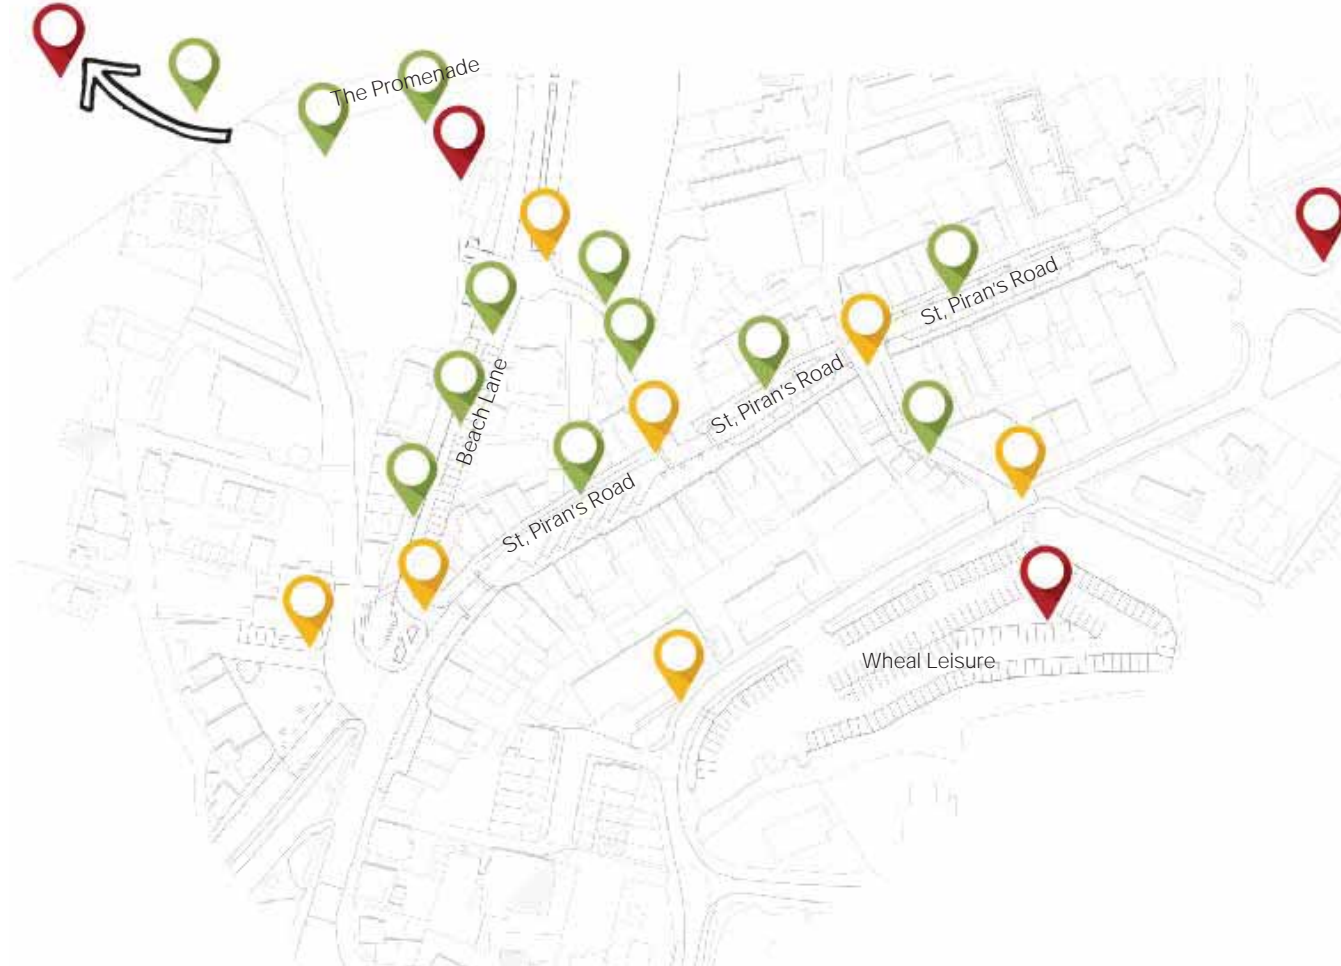 The Promenade
St, Piran's Road
St, Piran's Road
Beach Lane
St, Piran's Road
Wheal Leisure